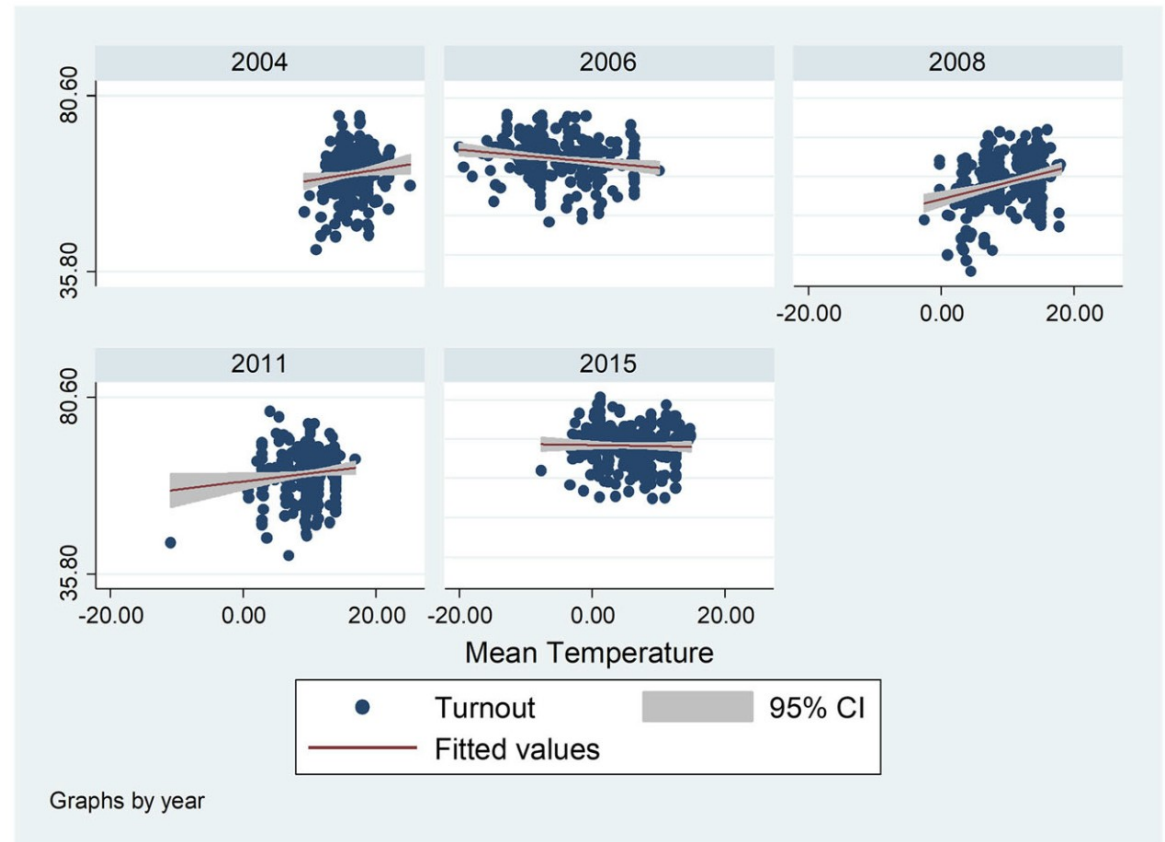 2004 2006 2008
80.60
35.80
-20.00 0.00 20.00
2011 2015
80.60
35.80
-20.00 0.00 20.00 -20.00 0.00 20.00
Mean Temperature
Turnout 95% CI
Fitted values
Graphs by year